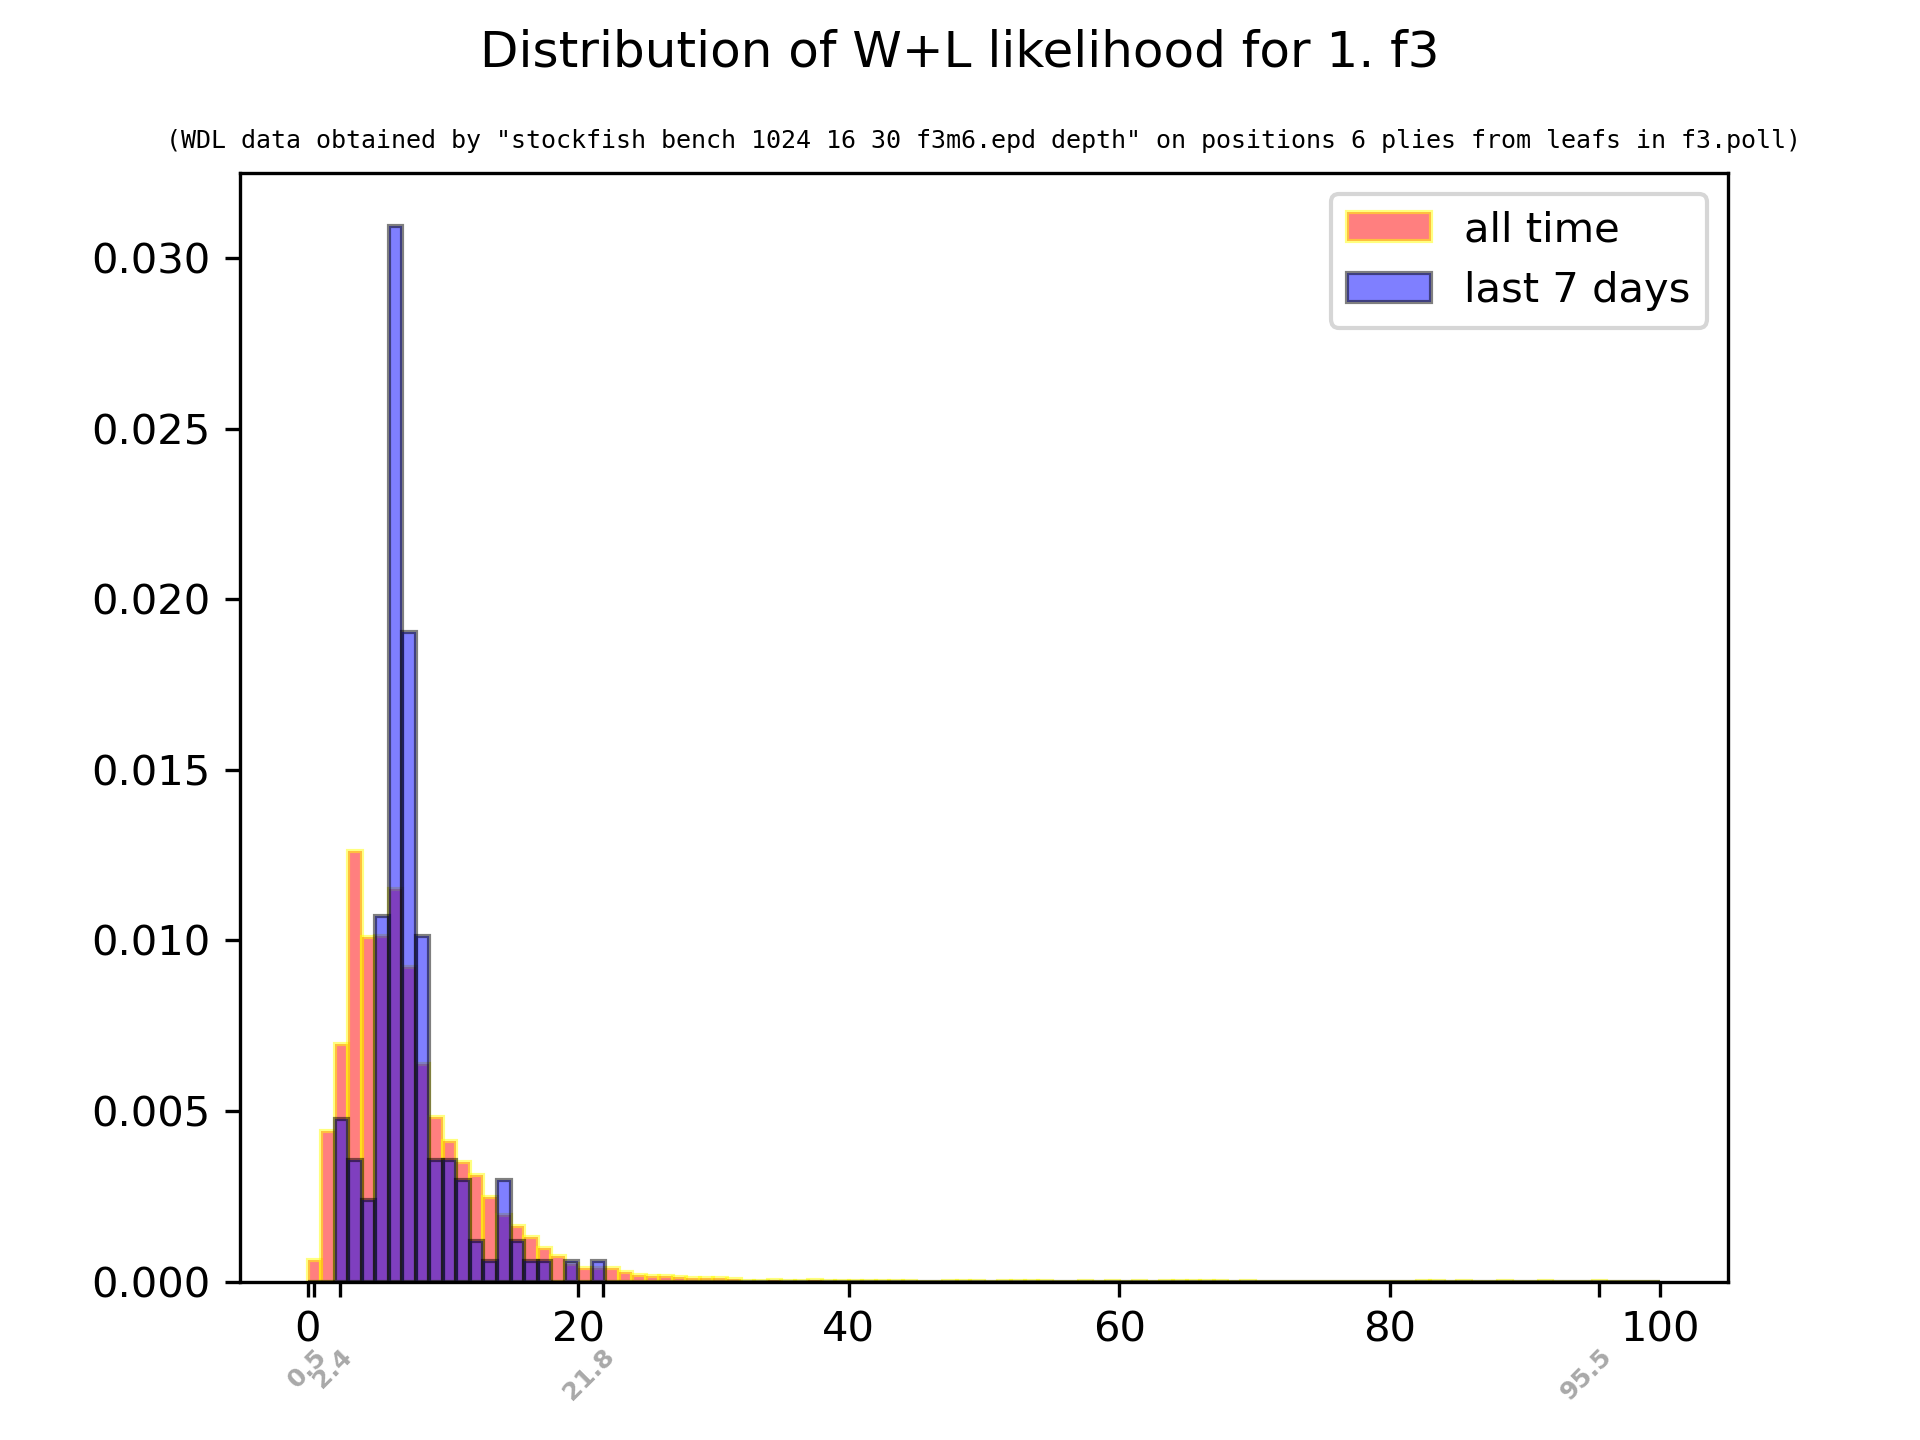 Distribution of W+L likelihood for 1. f3
(WDL data obtained by "stockfish bench 1024 16 30 f3m6.epd depth" on positions 6 plies from leafs in f3.poll)
all time
last 7 days
0.030
0.025
0.020
0.015
0.010
0.005
0.000
0 20 40 60 80 100
0.5 2.4 21.8 95.5